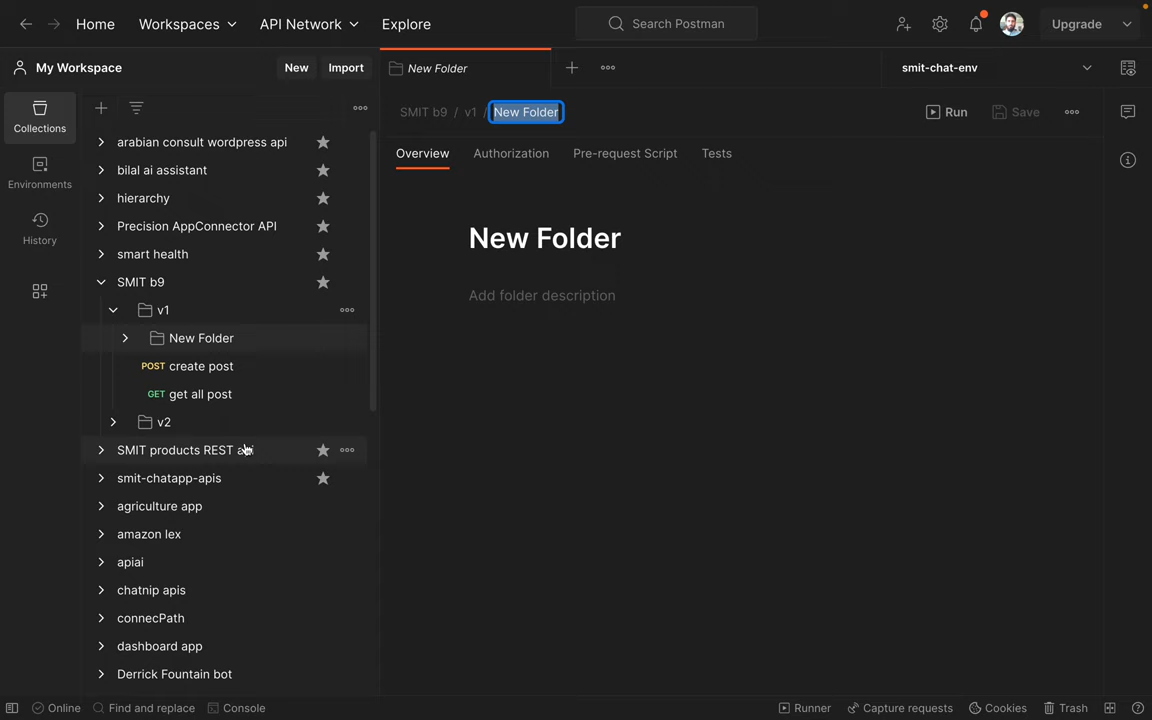 Home Workspaces API Network Explore Search Postman Upgrade
My Workspace New Import New Folder smit-chat-env
Collections
Environments
History
SMIT b9 / v1 / New Folder Run Save
Overview Authorization Pre-request Script Tests
New Folder
Add folder description
arabian consult wordpress api
bilal ai assistant
hierarchy
Precision AppConnector API
smart health
SMIT b9
v1
New Folder
POST create post
GET get all post
v2
SMIT products REST api
smit-chatapp-apis
agriculture app
amazon lex
apiai
chatnip apis
connecPath
dashboard app
Derrick Fountain bot
Online Find and replace Console Runner Capture requests Cookies Trash